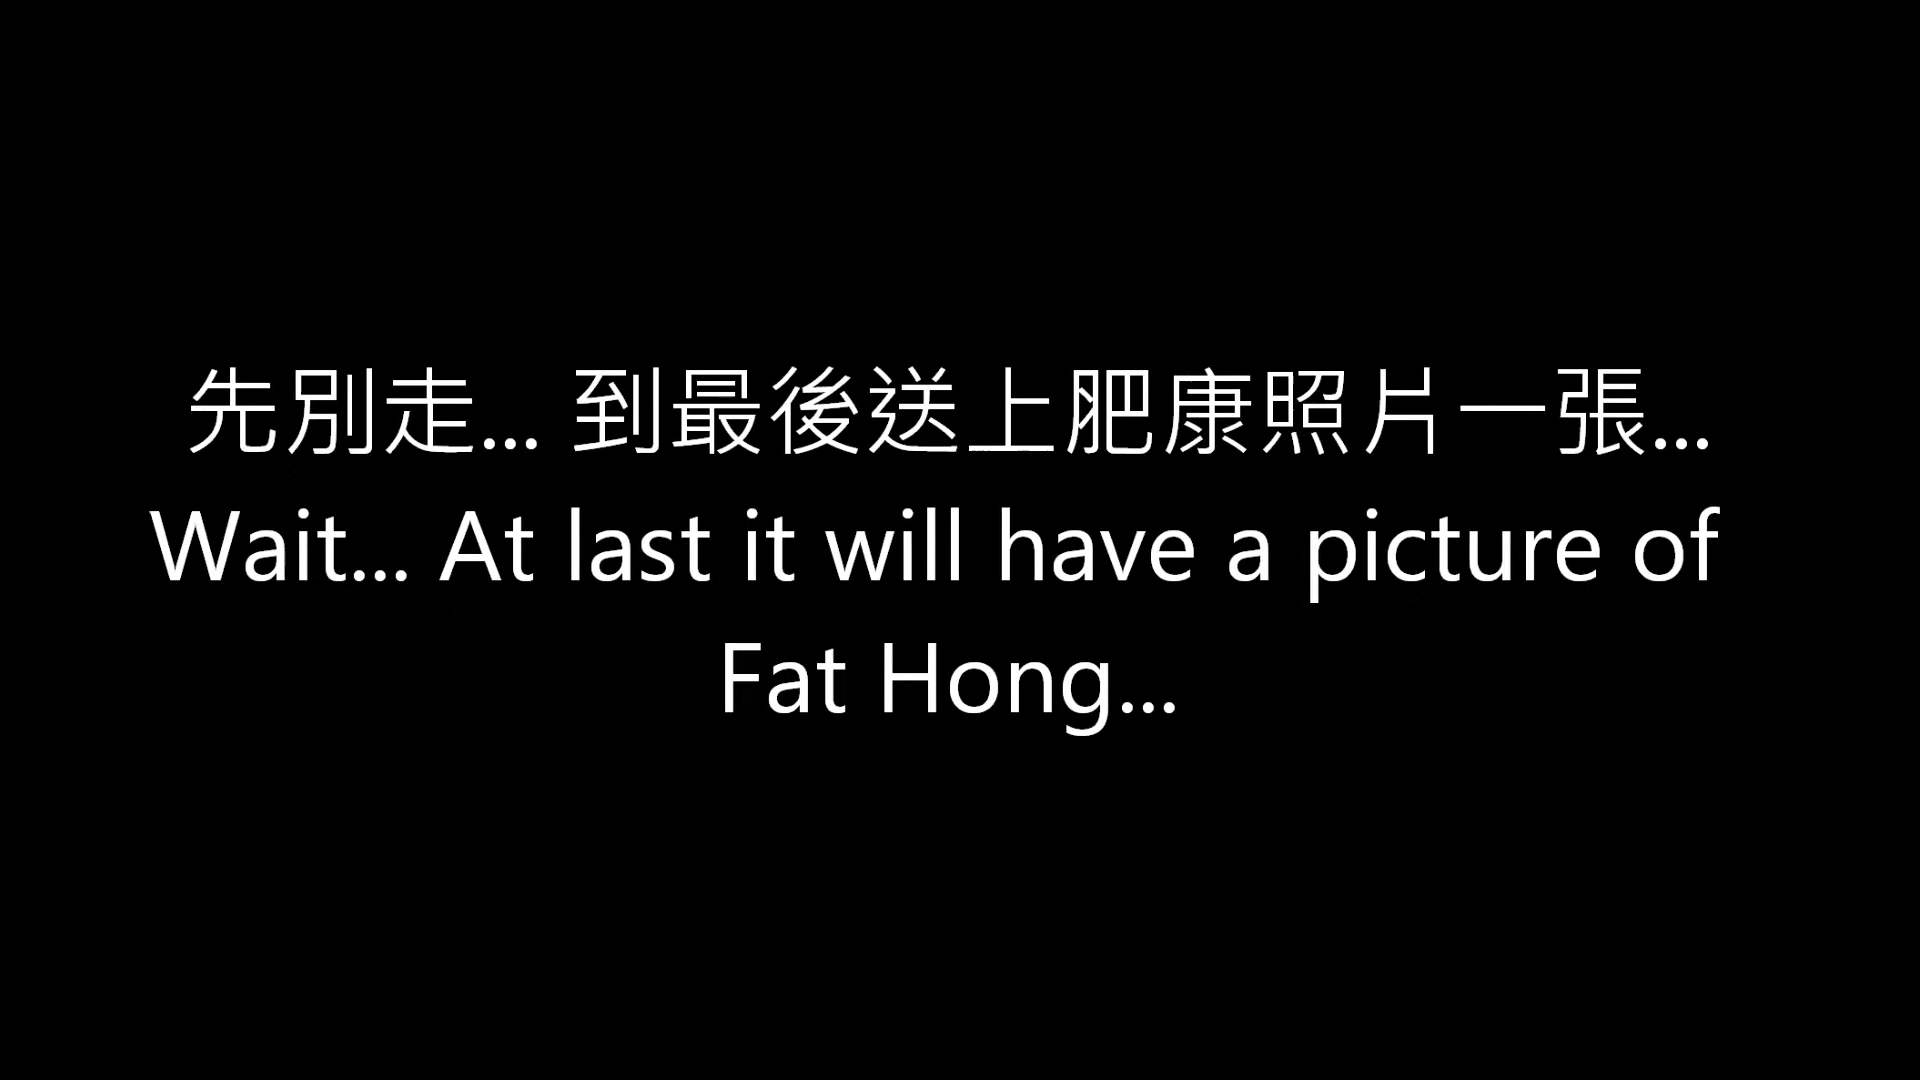 先別走... 到最後送上肥康照片一張...
Wait... At last it will have a picture of
Fat Hong...